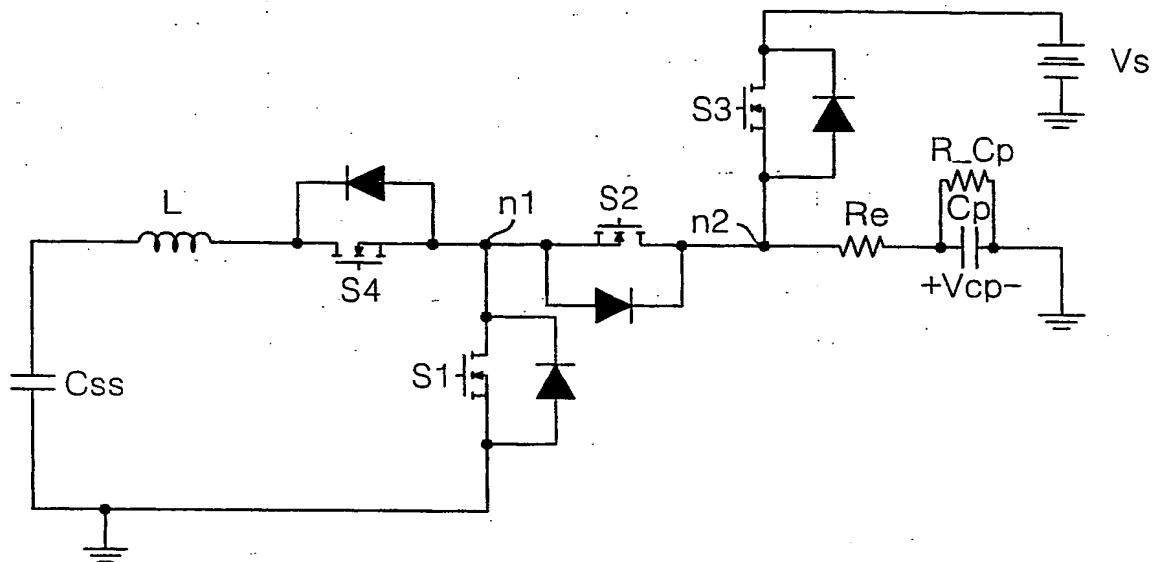 Vs
S3
R_Cp
L
n1
S2
n2
Re
Cp
S4
+Vcp-
S1
Css